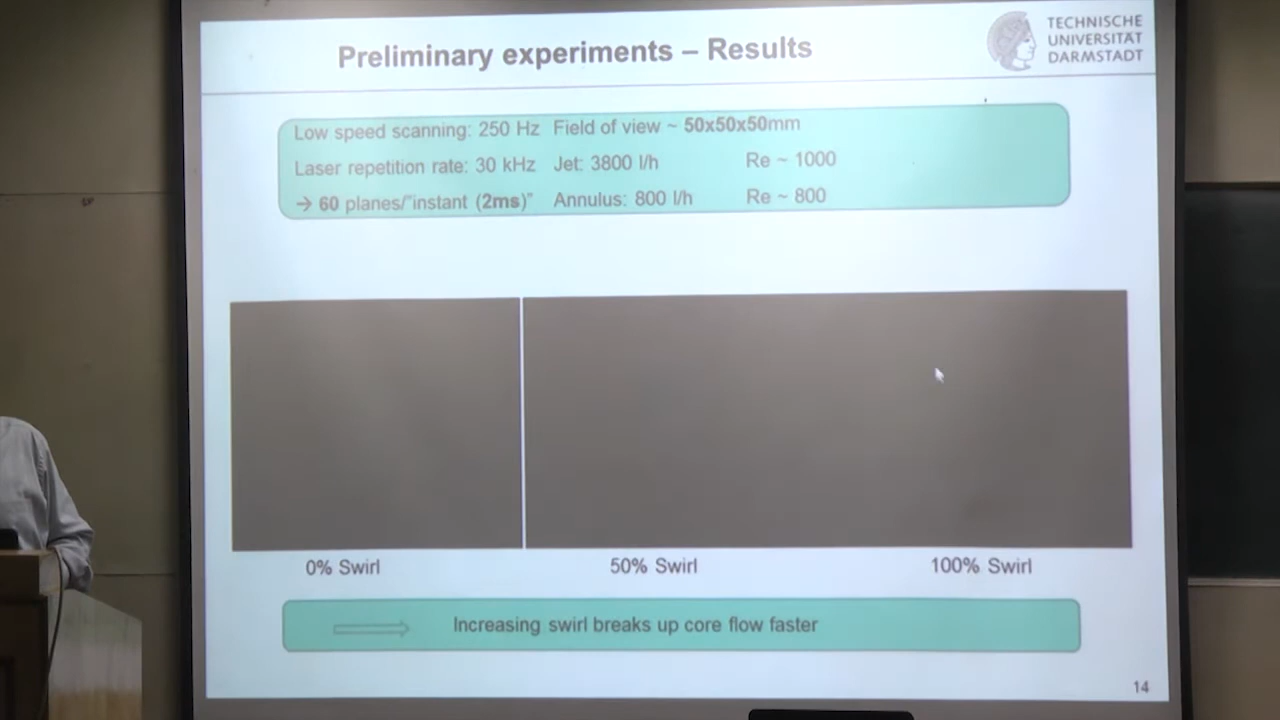 Preliminary experiments – Results
TECHNISCHE
UNIVERSITÄT
DARMSTADT
Low speed scanning: 250 Hz Field of view ~ 50x50x50mm
Laser repetition rate: 30 kHz Jet: 3800 l/h Re ~ 1000
→ 60 planes/"instant (2ms)" Annulus: 800 l/h Re ~ 800
0% Swirl 50% Swirl 100% Swirl
Increasing swirl breaks up core flow faster
14